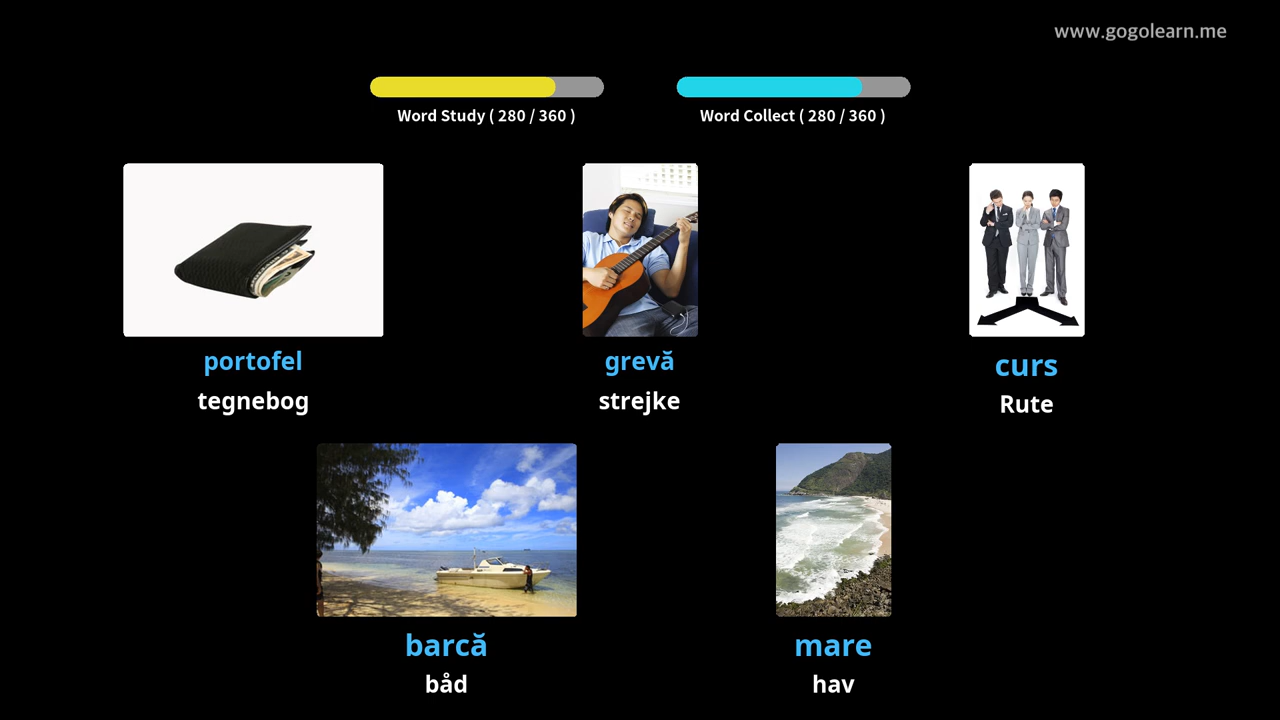 www.gogolearn.me
Word Study ( 280 / 360 )
Word Collect ( 280 / 360 )
portofel
tegnebog
grevă
strejke
curs
Rute
barcă
båd
mare
hav